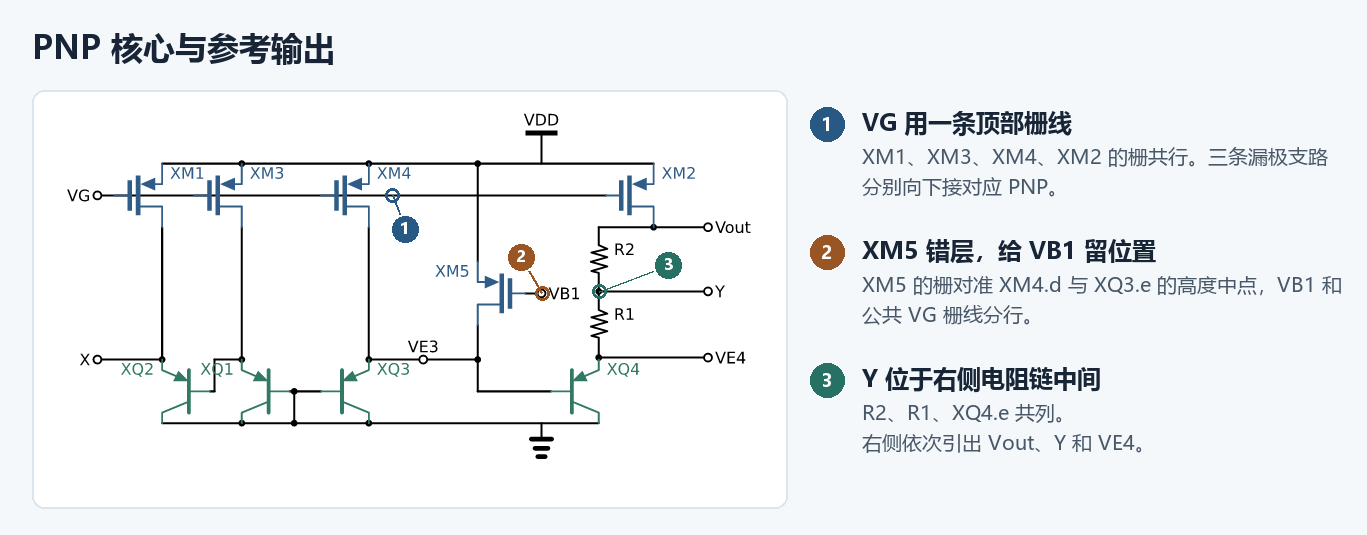 PNP 核心与参考输出
VDD
XM1
XM3
XM4
XM2
VG
1
Vout
R2
2
3
XM5
VB1
Y
R1
VE3
X
XQ2
XQ1
XQ3
XQ4
VE4
1 VG 用一条顶部栅线
XM1、XM3、XM4、XM2 的栅共行。三条漏极支路
分别向下接对应 PNP。
2 XM5 错层，给 VB1 留位置
XM5 的栅对准 XM4.d 与 XQ3.e 的高度中点，VB1 和
公共 VG 栅线分行。
3 Y 位于右侧电阻链中间
R2、R1、XQ4.e 共列。
右侧依次引出 Vout、Y 和 VE4。